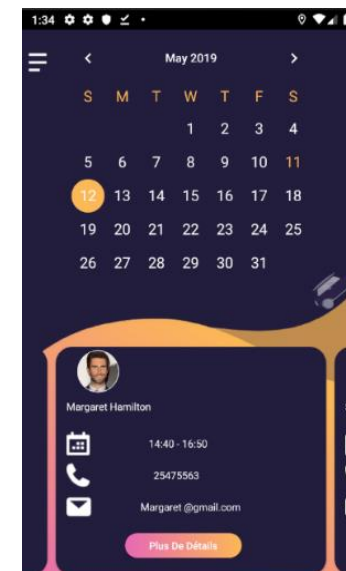 1:34
May 2019
S M T W T F S
1 2 3 4
5 6 7 8 9 10 11
12 13 14 15 16 17 18
19 20 21 22 23 24 25
26 27 28 29 30 31
Margaret Hamilton
14:40 - 16:50
25475563
Margaret @gmail.com
Plus De Détails